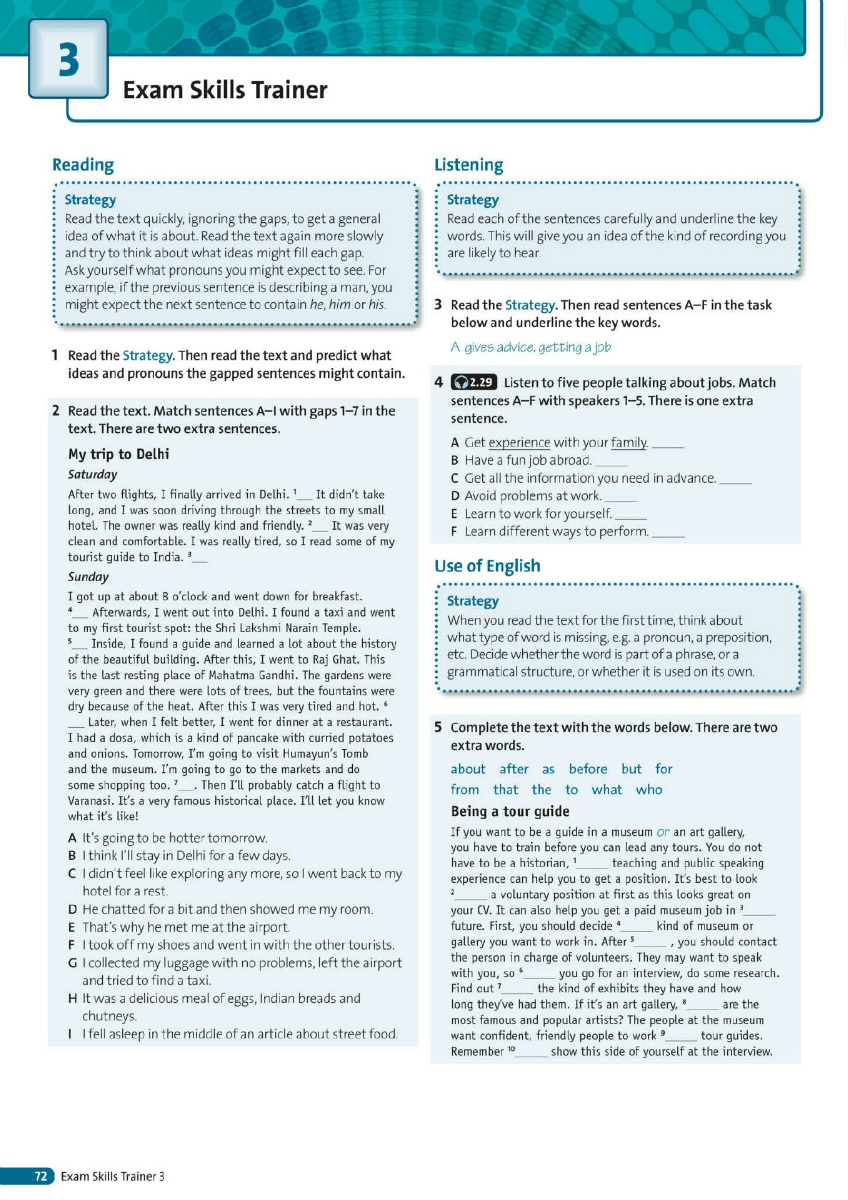 3
Exam Skills Trainer
Reading
Strategy
Read the text quickly, ignoring the gaps, to get a general
idea of what it is about. Read the text again more slowly
and try to think about what ideas might fill each gap.
Ask yourself what pronouns you might expect to see. For
example, if the previous sentence is describing a man, you
might expect the next sentence to contain he, him or his.
1 Read the Strategy. Then read the text and predict what
ideas and pronouns the gapped sentences might contain.
2 Read the text. Match sentences A–I with gaps 1–7 in the
text. There are two extra sentences.
My trip to Delhi
Saturday
After two flights, I finally arrived in Delhi. 1__ It didn't take
long, and I was soon driving through the streets to my small
hotel. The owner was really kind and friendly. 2__ It was very
clean and comfortable. I was really tired, so I read some of my
tourist guide to India. 3__
Sunday
I got up at about 8 o'clock and went down for breakfast.
4__ Afterwards, I went out into Delhi. I found a taxi and went
to my first tourist spot: the Shri Lakshmi Narain Temple.
5__ Inside, I found a guide and learned a lot about the history
of the beautiful building. After this, I went to Raj Ghat. This
is the last resting place of Mahatma Gandhi. The gardens were
very green and there were lots of trees, but the fountains were
dry because of the heat. After this I was very tired and hot. 6
__ Later, when I felt better, I went for dinner at a restaurant.
I had a dosa, which is a kind of pancake with curried potatoes
and onions. Tomorrow, I'm going to visit Humayun's Tomb
and the museum. I'm going to go to the markets and do
some shopping too. 7__. Then I'll probably catch a flight to
Varanasi. It's a very famous historical place. I'll let you know
what it's like!
A It's going to be hotter tomorrow.
B I think I'll stay in Delhi for a few days.
C I didn't feel like exploring any more, so I went back to my
hotel for a rest.
D He chatted for a bit and then showed me my room.
E That's why he met me at the airport.
F I took off my shoes and went in with the other tourists.
G I collected my luggage with no problems, left the airport
and tried to find a taxi.
H It was a delicious meal of eggs, Indian breads and
chutneys.
I I fell asleep in the middle of an article about street food.
Listening
Strategy
Read each of the sentences carefully and underline the key
words. This will give you an idea of the kind of recording you
are likely to hear.
3 Read the Strategy. Then read sentences A–F in the task
below and underline the key words.
A gives advice, getting a job
4 2.29 Listen to five people talking about jobs. Match
sentences A–F with speakers 1–5. There is one extra
sentence.
A Get experience with your family. _____
B Have a fun job abroad. _____
C Get all the information you need in advance. _____
D Avoid problems at work. _____
E Learn to work for yourself. _____
F Learn different ways to perform. _____
Use of English
Strategy
When you read the text for the first time, think about
what type of word is missing, e.g. a pronoun, a preposition,
etc. Decide whether the word is part of a phrase, or a
grammatical structure, or whether it is used on its own.
5 Complete the text with the words below. There are two
extra words.
about after as before but for
from that the to what who
Being a tour guide
If you want to be a guide in a museum or an art gallery,
you have to train before you can lead any tours. You do not
have to be a historian, 1_____ teaching and public speaking
experience can help you to get a position. It's best to look
2_____ a voluntary position at first as this looks great on
your CV. It can also help you get a paid museum job in 3_____
future. First, you should decide 4_____ kind of museum or
gallery you want to work in. After 5_____ , you should contact
the person in charge of volunteers. They may want to speak
with you, so 6_____ you go for an interview, do some research.
Find out 7_____ the kind of exhibits they have and how
long they've had them. If it's an art gallery, 8_____ are the
most famous and popular artists? The people at the museum
want confident, friendly people to work 9_____ tour guides.
Remember 10_____ show this side of yourself at the interview.
72 Exam Skills Trainer 3